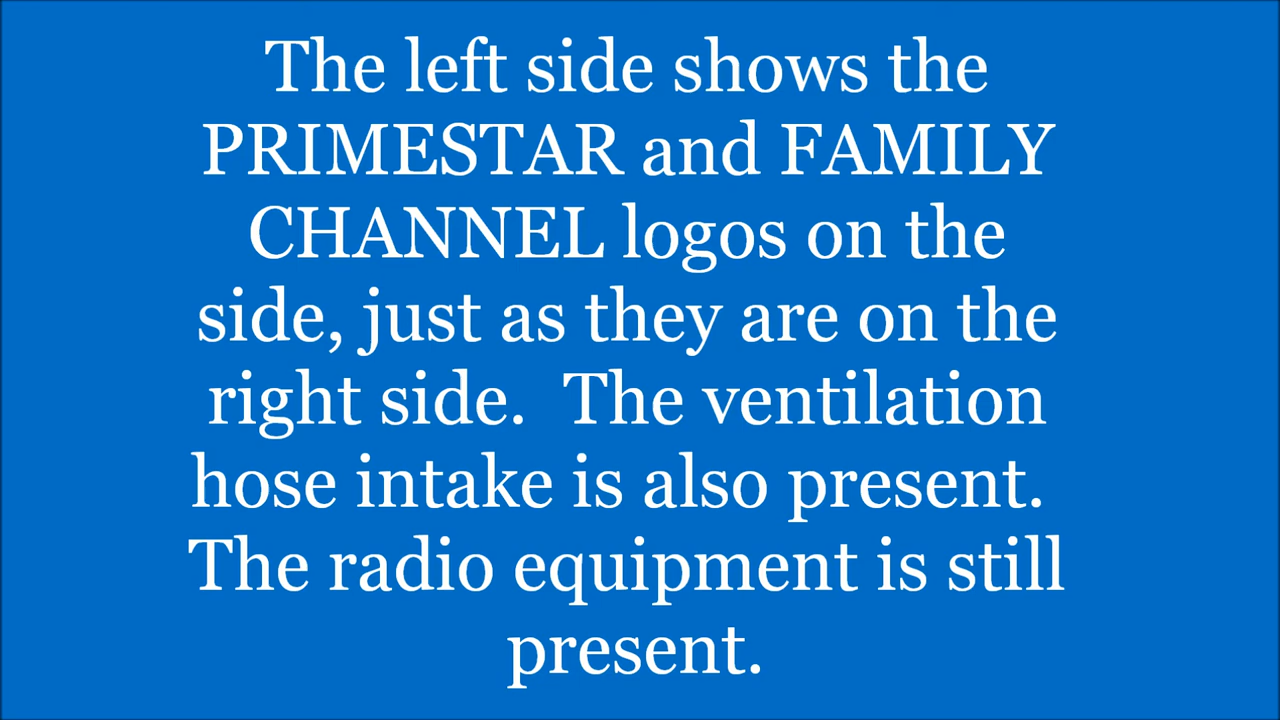 The left side shows the
PRIMESTAR and FAMILY
CHANNEL logos on the
side, just as they are on the
right side.  The ventilation
hose intake is also present.
The radio equipment is still
present.